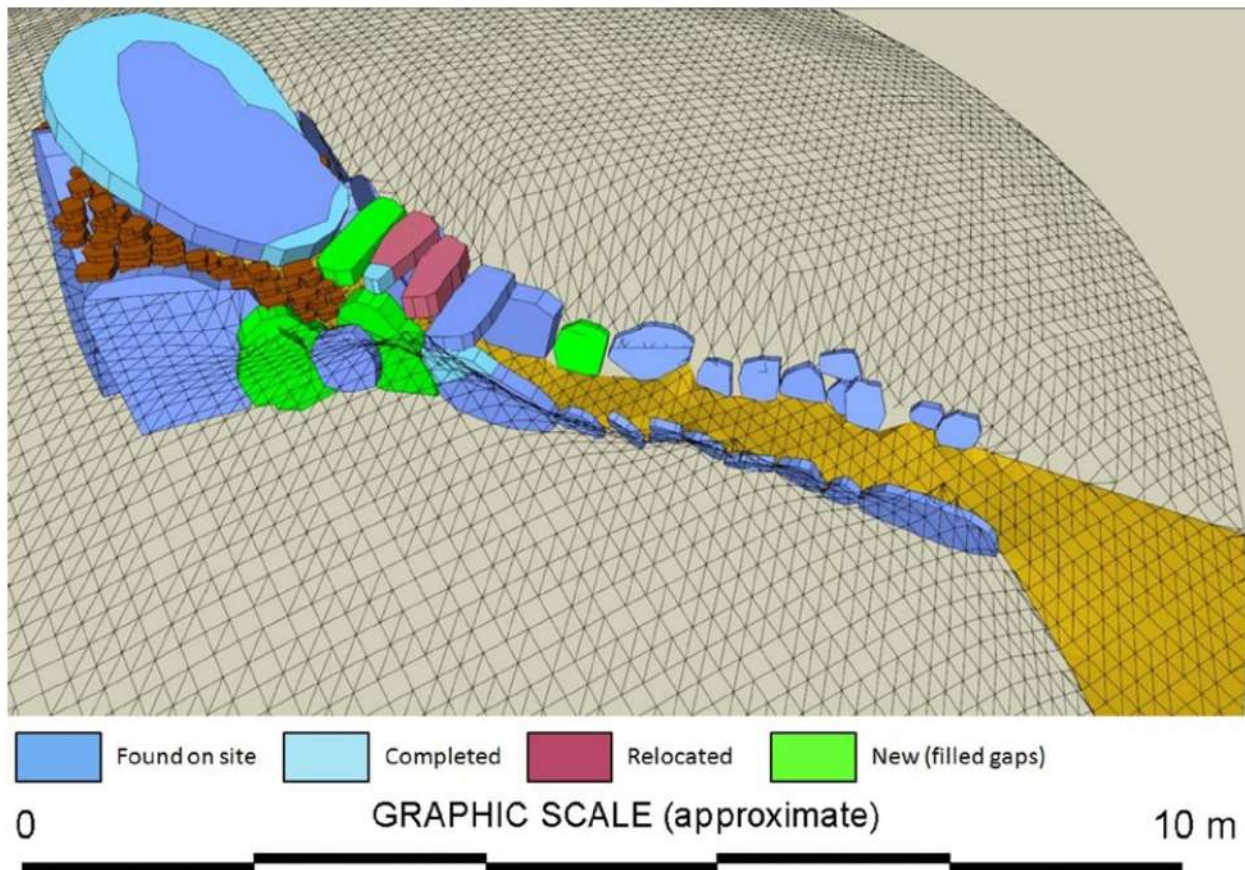 Found on site
Completed
Relocated
New (filled gaps)
0
GRAPHIC SCALE (approximate)
10 m